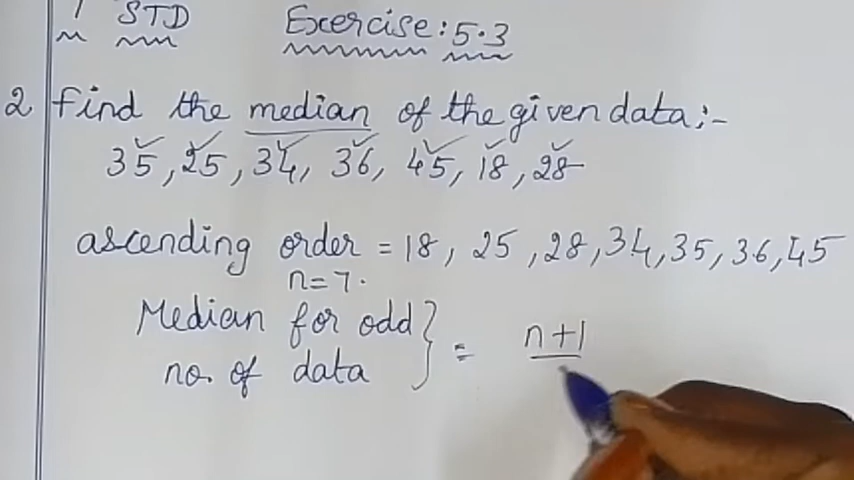 STD Exercise: 5.3
2 find the median of the given data:-
35, 25, 34, 36, 45, 18, 28
ascending order = 18, 25, 28, 34, 35, 36, 45
n=7.
Median for odd
no. of data } = n+1